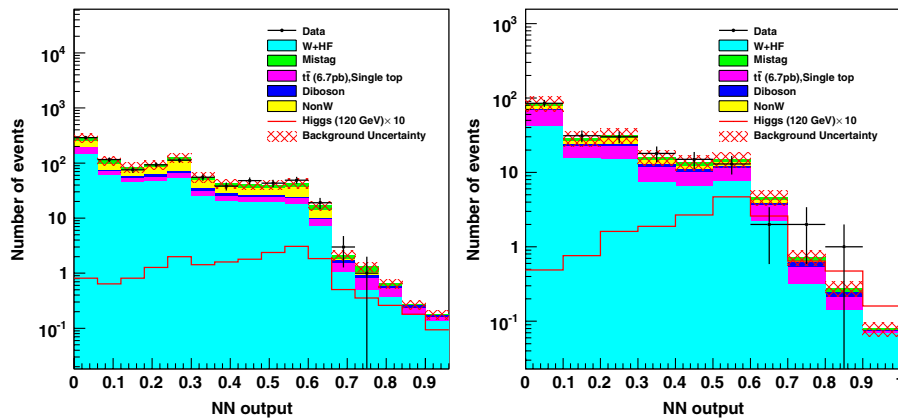 Number of events
10⁴
10³
10²
10
1
10⁻¹
0 0.1 0.2 0.3 0.4 0.5 0.6 0.7 0.8 0.9
NN output
Data
W+HF
Mistag
tt̄ (6.7pb),Single top
Diboson
NonW
Higgs (120 GeV)× 10
Background Uncertainty
Number of events
10³
10²
10
1
10⁻¹
0 0.1 0.2 0.3 0.4 0.5 0.6 0.7 0.8 0.9 1
NN output
Data
W+HF
Mistag
tt̄ (6.7pb),Single top
Diboson
NonW
Higgs (120 GeV)× 10
Background Uncertainty